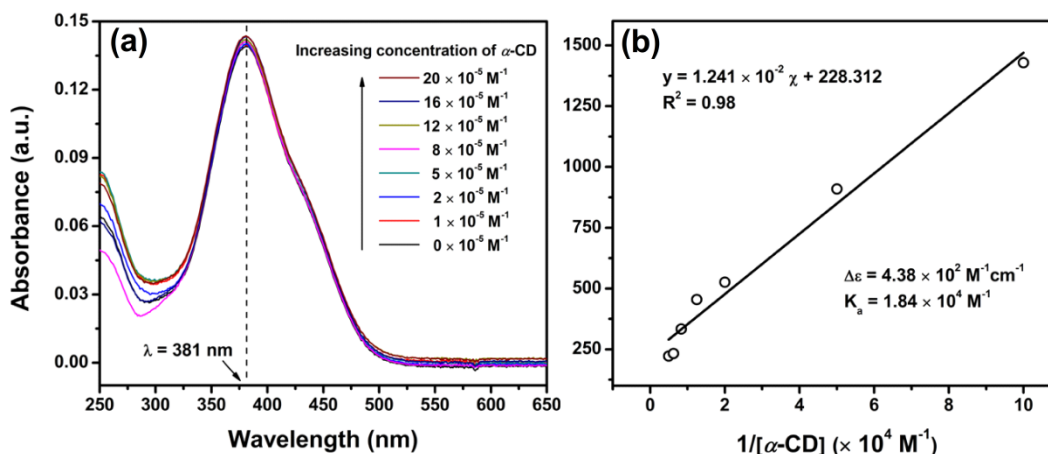 (a)
Increasing concentration of α-CD
20 × 10⁻⁵ M⁻¹
16 × 10⁻⁵ M⁻¹
12 × 10⁻⁵ M⁻¹
8 × 10⁻⁵ M⁻¹
5 × 10⁻⁵ M⁻¹
2 × 10⁻⁵ M⁻¹
1 × 10⁻⁵ M⁻¹
0 × 10⁻⁵ M⁻¹
λ = 381 nm
Absorbance (a.u.)
0.15
0.12
0.09
0.06
0.03
0.00
250 300 350 400 450 500 550 600 650
Wavelength (nm)
(b)
y = 1.241 × 10⁻² χ + 228.312
R² = 0.98
Δε = 4.38 × 10² M⁻¹cm⁻¹
Kₐ = 1.84 × 10⁴ M⁻¹
1500
1250
1000
750
500
250
0 2 4 6 8 10
1/[α-CD] (× 10⁴ M⁻¹)